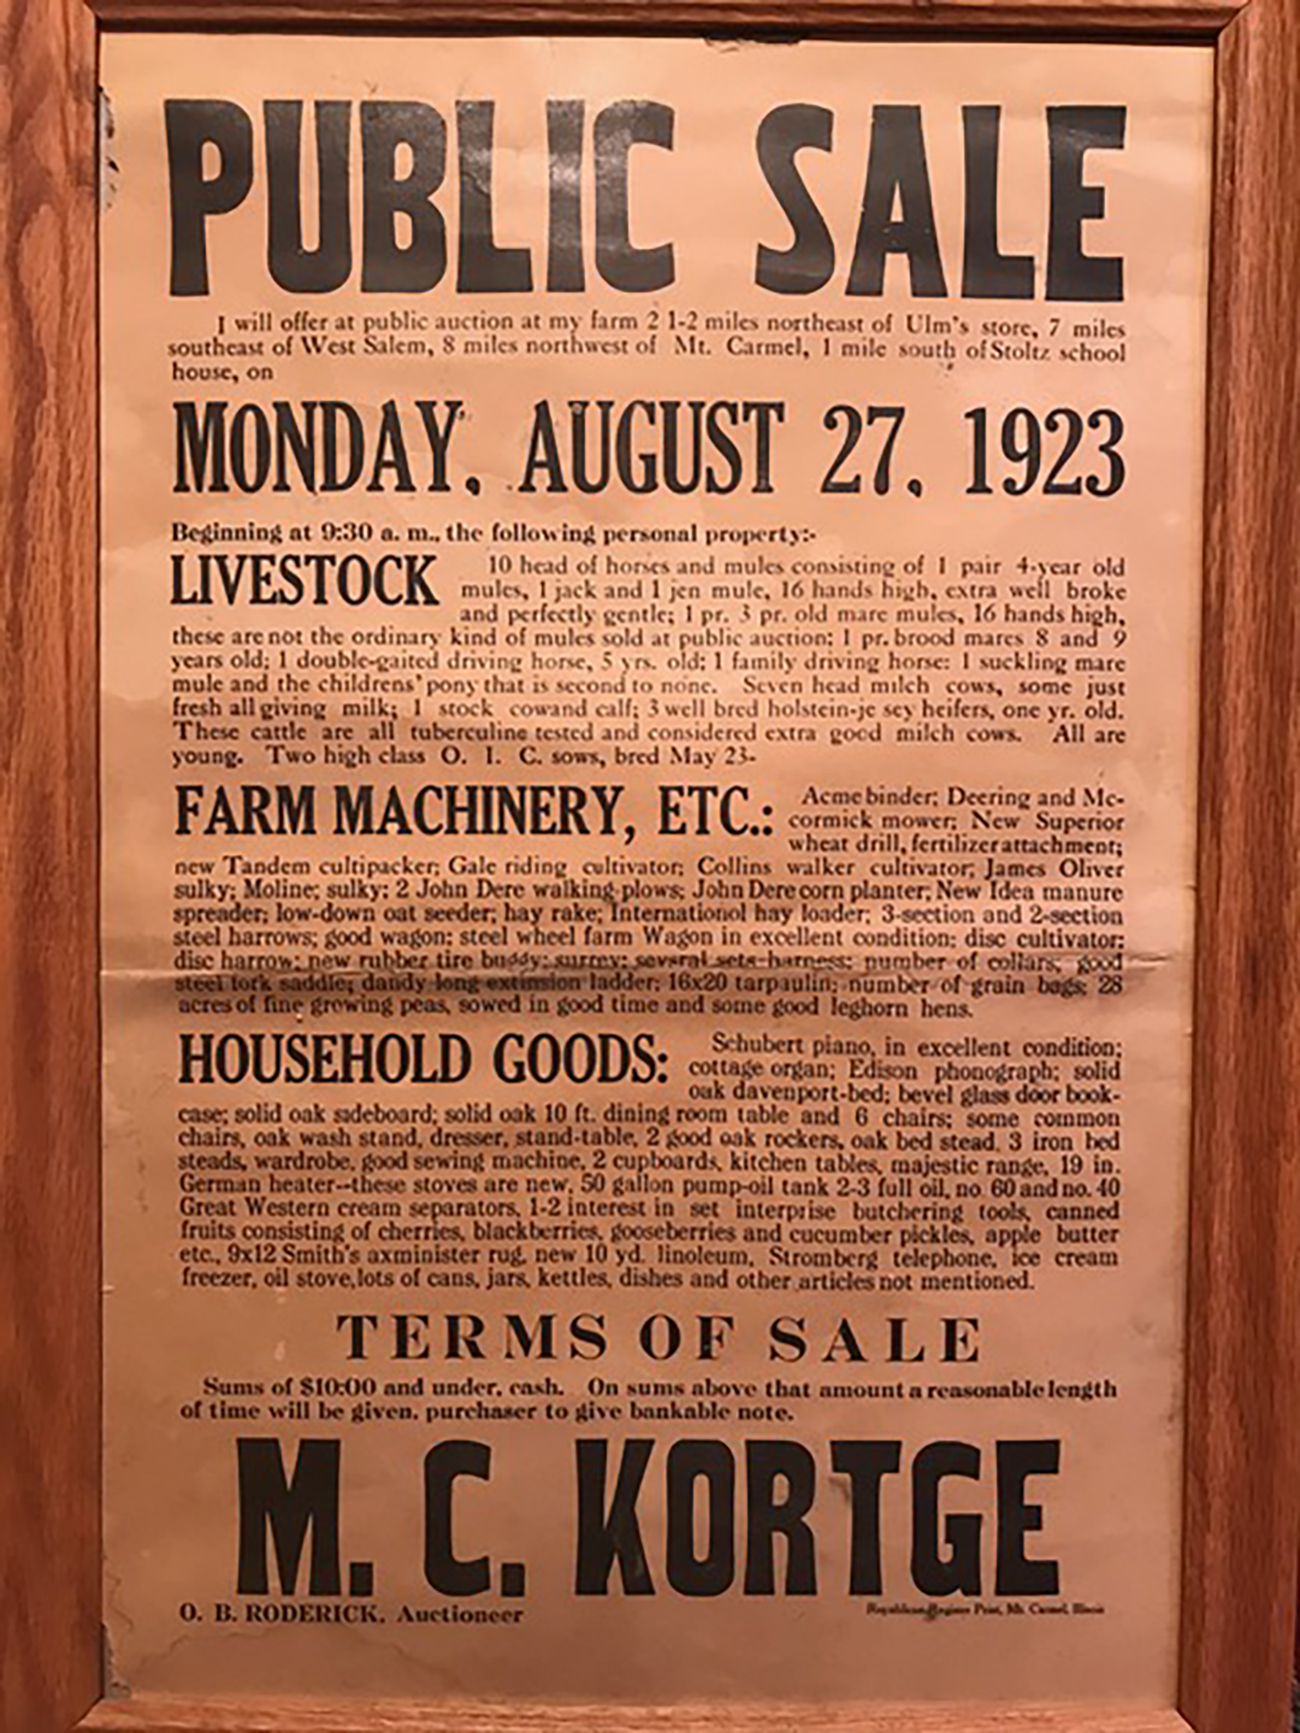 PUBLIC SALE
I will offer at public auction at my farm 2 1-2 miles northeast of Ulm's store, 7 miles
southeast of West Salem, 8 miles northwest of Mt. Carmel, 1 mile south of Stoltz school
house, on
MONDAY, AUGUST 27, 1923
Beginning at 9:30 a. m., the following personal property:-
LIVESTOCK 10 head of horses and mules consisting of 1 pair 4-year old
mules, 1 jack and 1 jen mule, 16 hands high, extra well broke
and perfectly gentle; 1 pr. 3 pr. old mare mules, 16 hands high,
these are not the ordinary kind of mules sold at public auction; 1 pr. brood mares 8 and 9
years old; 1 double-gaited driving horse, 5 yrs. old; 1 family driving horse: 1 suckling mare
mule and the childrens' pony that is second to none. Seven head milch cows, some just
fresh all giving milk; 1 stock cow and calf; 3 well bred holstein-je sey heifers, one yr. old.
These cattle are all tuberculine tested and considered extra good milch cows. All are
young. Two high class O. I. C. sows, bred May 23-
FARM MACHINERY, ETC.: Acme binder; Deering and Mc-
cormick mower; New Superior
wheat drill, fertilizer attachment;
new Tandem cultipacker; Gale riding cultivator; Collins walker cultivator; James Oliver
sulky; Moline; sulky; 2 John Dere walking plows; John Dere corn planter; New Idea manure
spreader; low-down oat seeder; hay rake; Internationol hay loader; 3-section and 2-section
steel harrows; good wagon; steel wheel farm Wagon in excellent condition; disc cultivator;
disc harrow; new rubber tire buddy; surrey; several sets harness; number of collars; good
steel fork saddle; dandy long extinsion ladder; 16x20 tarpaulin; number of grain bags; 28
acres of fine growing peas, sowed in good time and some good leghorn hens.
HOUSEHOLD GOODS: Schubert piano, in excellent condition;
cottage organ; Edison phonograph; solid
oak davenport-bed; bevel glass door book-
case; solid oak sideboard; solid oak 10 ft. dining room table and 6 chairs; some common
chairs, oak wash stand, dresser, stand-table, 2 good oak rockers, oak bed stead, 3 iron bed
steads, wardrobe, good sewing machine, 2 cupboards, kitchen tables, majestic range, 19 in.
German heater--these stoves are new, 50 gallon pump-oil tank 2-3 full oil, no. 60 and no. 40
Great Western cream separators, 1-2 interest in set interprise butchering tools, canned
fruits consisting of cherries, blackberries, gooseberries and cucumber pickles, apple butter
etc., 9x12 Smith's axminister rug, new 10 yd. linoleum, Stromberg telephone, ice cream
freezer, oil stove, lots of cans, jars, kettles, dishes and other articles not mentioned.
TERMS OF SALE
Sums of $10:00 and under, cash. On sums above that amount a reasonable length
of time will be given, purchaser to give bankable note.
M. C. KORTGE
O. B. RODERICK, Auctioneer
Republican-Register Print, Mt. Carmel, Illinois